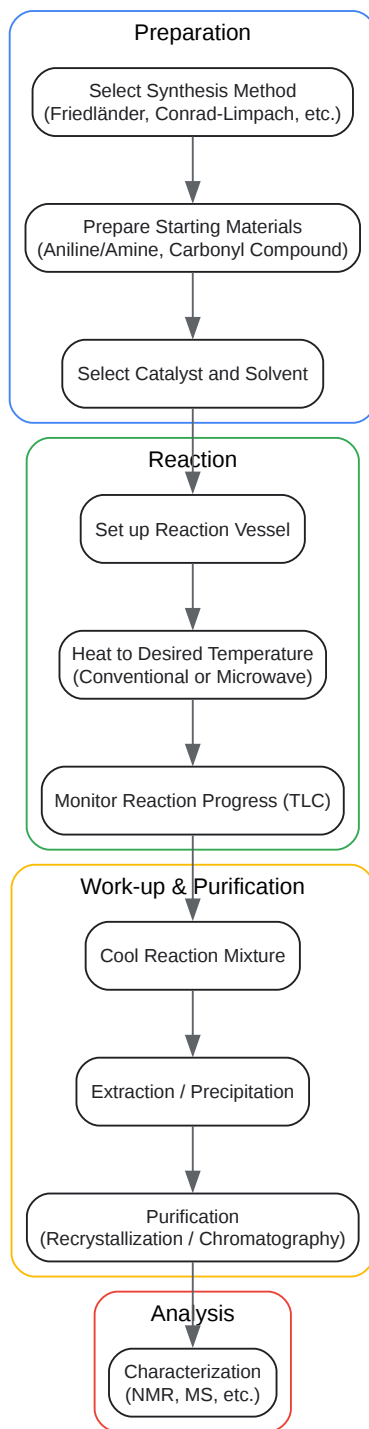 Preparation
Select Synthesis Method
(Friedländer, Conrad-Limpach, etc.)
Prepare Starting Materials
(Aniline/Amine, Carbonyl Compound)
Select Catalyst and Solvent
Reaction
Set up Reaction Vessel
Heat to Desired Temperature
(Conventional or Microwave)
Monitor Reaction Progress (TLC)
Work-up & Purification
Cool Reaction Mixture
Extraction / Precipitation
Purification
(Recrystallization / Chromatography)
Analysis
Characterization
(NMR, MS, etc.)